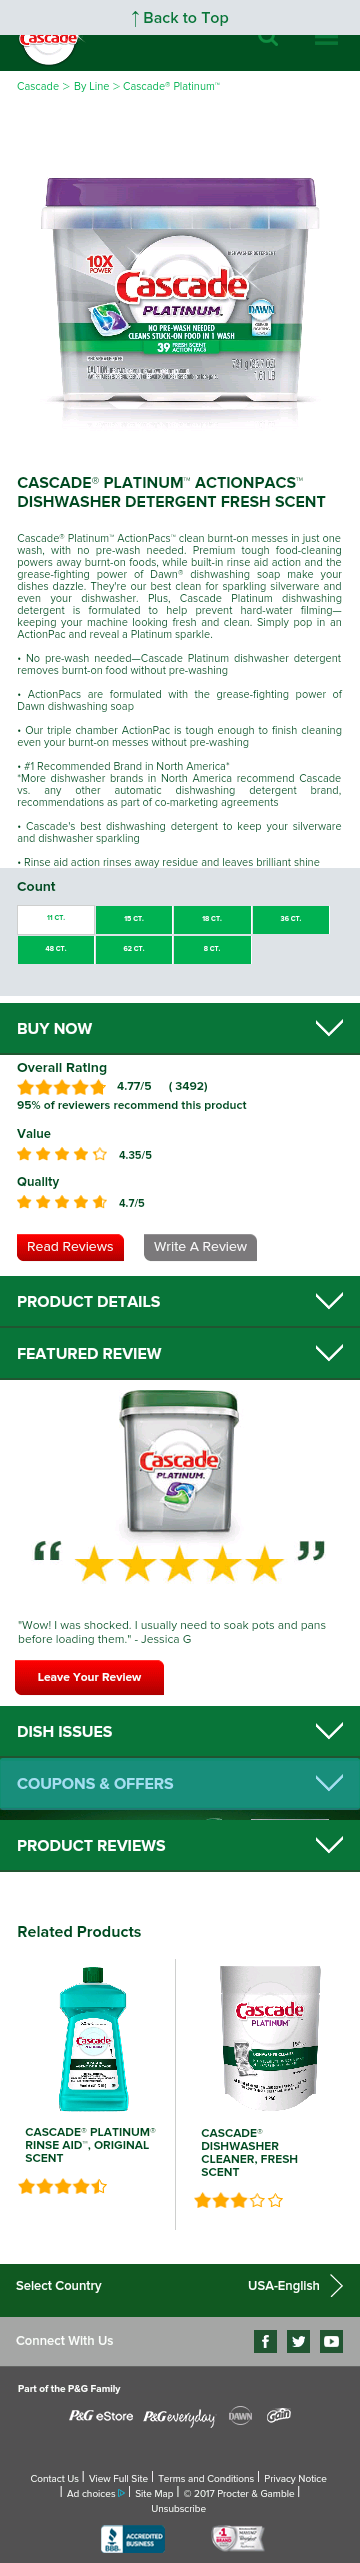 ↑ Back to Top
Cascade
Cascade > By Line > Cascade® Platinum™
10X
POWER*
DISHWASHER DETERGENT
Cascade
PLATINUM.
DAWN
NO PRE-WASH NEEDED
CLEANS STUCK-ON FOOD IN 1 WASH
39 FRESH SCENT
ACTION PACS
CASCADE® PLATINUM™ ACTIONPACS™
DISHWASHER DETERGENT FRESH SCENT
Cascade® Platinum™ ActionPacs™ clean burnt-on messes in just one
wash, with no pre-wash needed. Premium tough food-cleaning
powers away burnt-on foods, while built-in rinse aid action and the
grease-fighting power of Dawn® dishwashing soap make your
dishes dazzle. They're our best clean for sparkling silverware and
even your dishwasher. Plus, Cascade Platinum dishwashing
detergent is formulated to help prevent hard-water filming—
keeping your machine looking fresh and clean. Simply pop in an
ActionPac and reveal a Platinum sparkle.
• No pre-wash needed—Cascade Platinum dishwasher detergent
removes burnt-on food without pre-washing
• ActionPacs are formulated with the grease-fighting power of
Dawn dishwashing soap
• Our triple chamber ActionPac is tough enough to finish cleaning
even your burnt-on messes without pre-washing
• #1 Recommended Brand in North America*
*More dishwasher brands in North America recommend Cascade
vs. any other automatic dishwashing detergent brand,
recommendations as part of co-marketing agreements
• Cascade's best dishwashing detergent to keep your silverware
and dishwasher sparkling
• Rinse aid action rinses away residue and leaves brilliant shine
Count
11 CT. 15 CT. 18 CT. 36 CT.
48 CT. 62 CT. 8 CT.
BUY NOW
Overall Rating
4.77/5 ( 3492)
95% of reviewers recommend this product
Value
4.35/5
Quality
4.7/5
Read Reviews Write A Review
PRODUCT DETAILS
FEATURED REVIEW
Cascade
PLATINUM.
“ ”
"Wow! I was shocked. I usually need to soak pots and pans
before loading them." - Jessica G
Leave Your Review
DISH ISSUES
COUPONS & OFFERS
PRODUCT REVIEWS
Related Products
Cascade
PLATINUM
Cascade
PLATINUM
DISHWASHER CLEANER
CASCADE® PLATINUM®
RINSE AID™, ORIGINAL
SCENT
CASCADE®
DISHWASHER
CLEANER, FRESH
SCENT
Select Country USA-English
Connect With Us
Part of the P&G Family
P&G eStore P&G everyday DAWN Gain
Contact Us | View Full Site | Terms and Conditions | Privacy Notice
| Ad choices | Site Map | © 2017 Procter & Gamble |
Unsubscribe
BBB ACCREDITED
BUSINESS